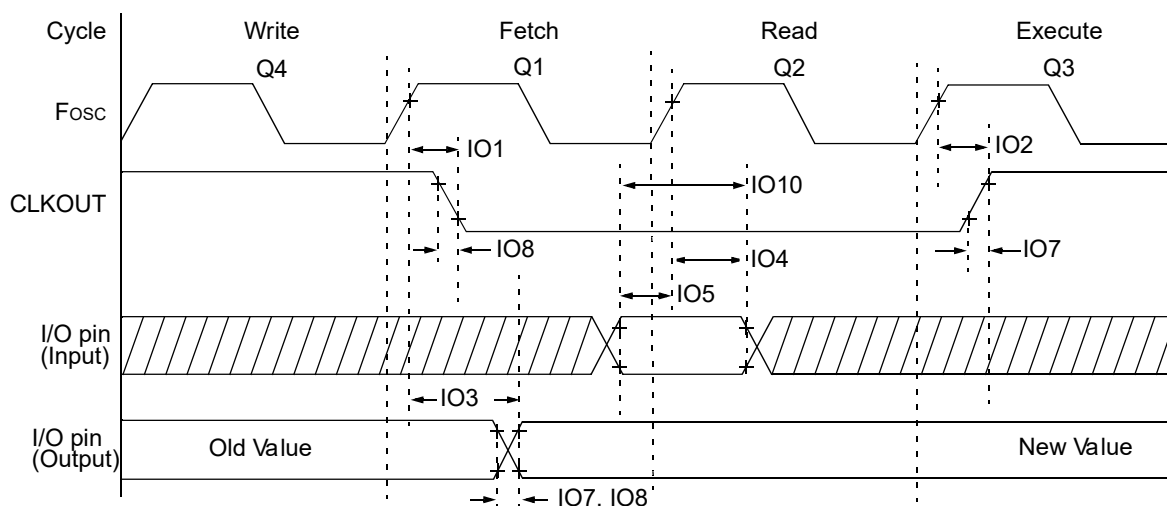 Cycle Write Fetch Read Execute
Q4 Q1 Q2 Q3
Fosc
IO1 IO2
IO10
CLKOUT
IO8 IO4 IO7
IO5
I/O pin
(Input)
IO3
I/O pin
(Output)
Old Value New Value
IO7, IO8